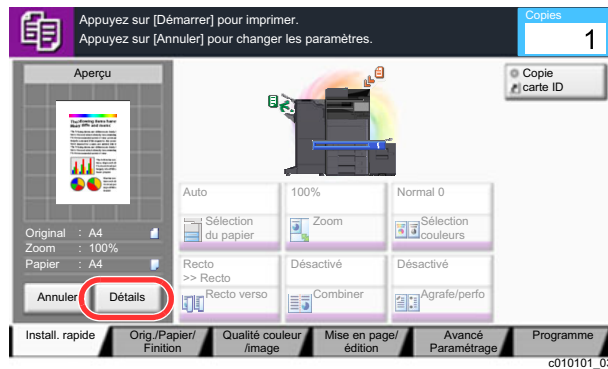 Appuyez sur [Démarrer] pour imprimer.
Appuyez sur [Annuler] pour changer les paramètres.
Copies
1
Aperçu
Copie
carte ID
Original : A4
Zoom : 100%
Papier : A4
Annuler
Détails
Auto
Sélection
du papier
100%
Zoom
Normal 0
Sélection
couleurs
Recto
>> Recto
Recto verso
Désactivé
Combiner
Désactivé
Agrafe/perfo
Install. rapide
Orig./Papier/
Finition
Qualité couleur
/image
Mise en page/
édition
Avancé
Paramétrage
Programme